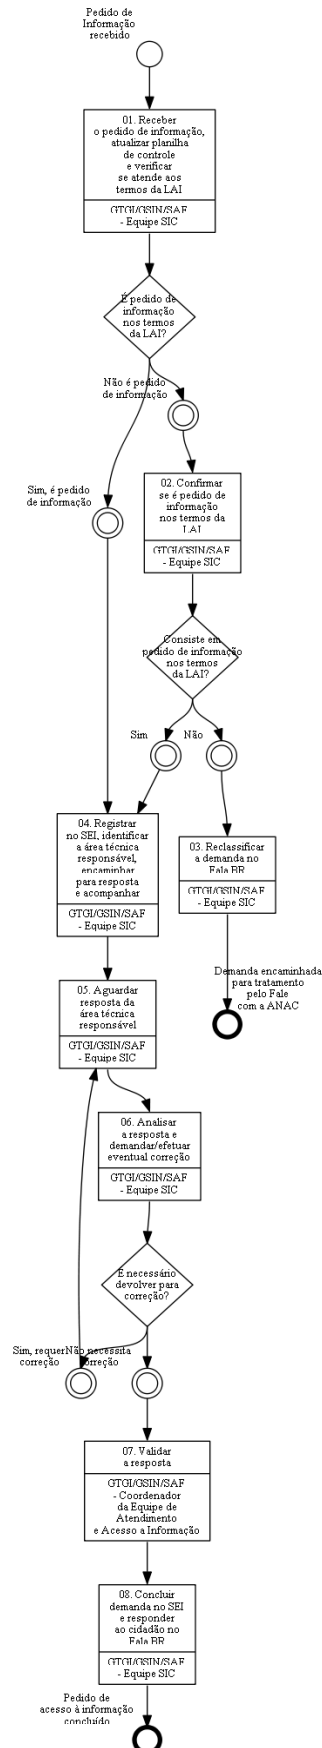 Pedido de
Informação
recebido
01. Receber
o pedido de informação,
atualizar planilha
de controle
e verificar
se atende aos
termos da LAI
GTGI/GSIN/SAF
- Equipe SIC
É pedido de
informação
nos termos
da LAI?
Não é pedido
de informação
Sim, é pedido
de informação
02. Confirmar
se é pedido de
informação
nos termos da
LAI
GTGI/GSIN/SAF
- Equipe SIC
Consiste em
pedido de informação
nos termos
da LAI?
Sim
Não
04. Registrar
no SEI, identificar
a área técnica
responsável,
encaminhar
para resposta
e acompanhar
GTGI/GSIN/SAF
- Equipe SIC
03. Reclassificar
a demanda no
Fala BR
GTGI/GSIN/SAF
- Equipe SIC
Demanda encaminhada
para tratamento
pelo Fale
com a ANAC
05. Aguardar
resposta da
área técnica
responsável
GTGI/GSIN/SAF
- Equipe SIC
06. Analisar
a resposta e
demandar/efetuar
eventual correção
GTGI/GSIN/SAF
- Equipe SIC
É necessário
devolver para
correção?
Sim, requer
correção
Não necessita
correção
07. Validar
a resposta
GTGI/GSIN/SAF
- Coordenador
da Equipe de
Atendimento
e Acesso a Informação
08. Concluir
demanda no SEI
e responder
ao cidadão no
Fala BR
GTGI/GSIN/SAF
- Equipe SIC
Pedido de
acesso à informação
concluído